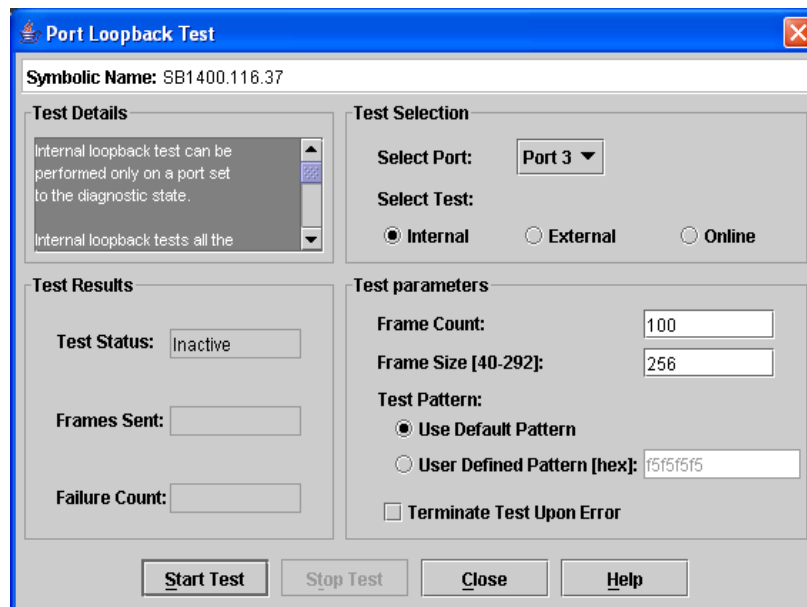 Port Loopback Test
Symbolic Name: SB1400.116.37
Test Details
Internal loopback test can be
performed only on a port set
to the diagnostic state.
Internal loopback tests all the
Test Selection
Select Port: Port 3
Select Test:
Internal External Online
Test Results
Test Status: Inactive
Frames Sent:
Failure Count:
Test parameters
Frame Count: 100
Frame Size [40-292]: 256
Test Pattern:
Use Default Pattern
User Defined Pattern [hex]: f5f5f5f5
Terminate Test Upon Error
Start Test Stop Test Close Help